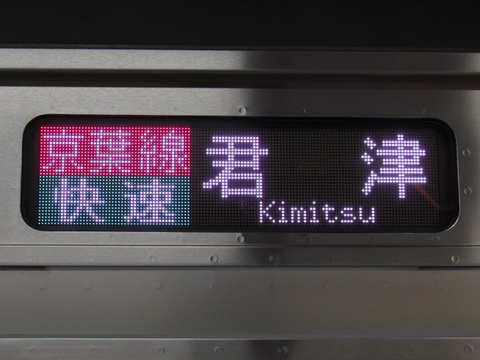 京葉線
快速
君津
Kimitsu